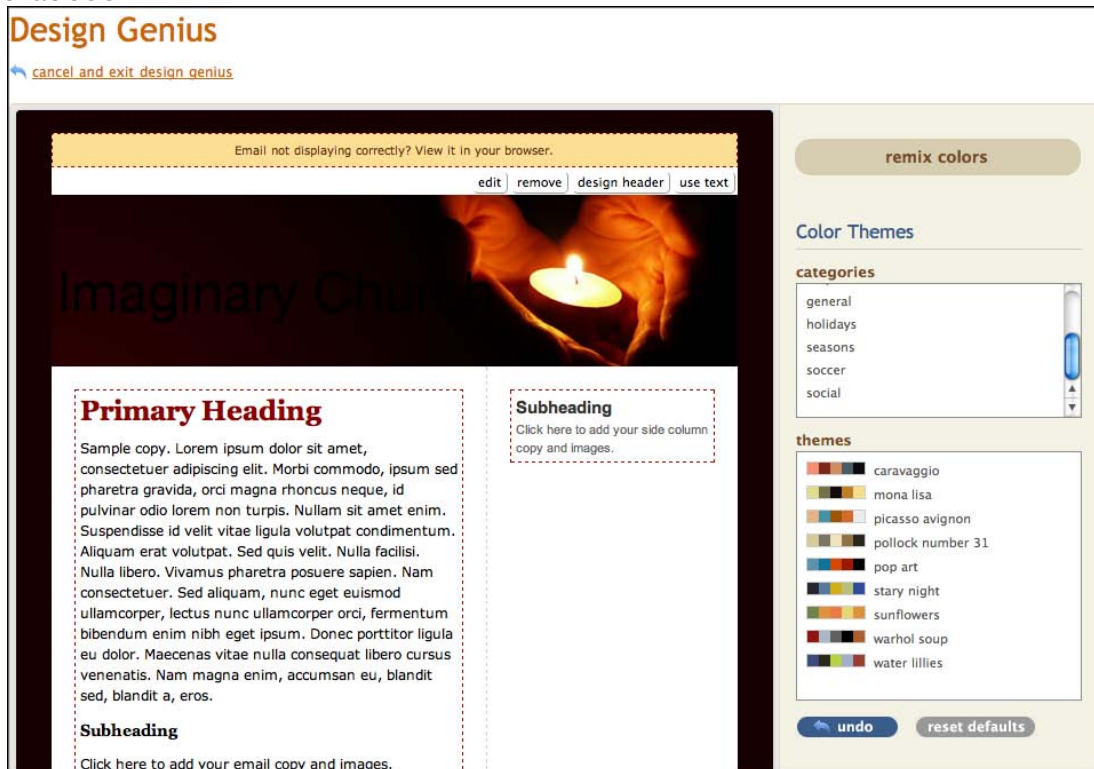 Design Genius
cancel and exit design genius
Email not displaying correctly? View it in your browser.
edit
remove
design header
use text
Imaginary Church
Primary Heading
Sample copy. Lorem ipsum dolor sit amet,
consectetuer adipiscing elit. Morbi commodo, ipsum sed
pharetra gravida, orci magna rhoncus neque, id
pulvinar odio lorem non turpis. Nullam sit amet enim.
Suspendisse id velit vitae ligula volutpat condimentum.
Aliquam erat volutpat. Sed quis velit. Nulla facilisi.
Nulla libero. Vivamus pharetra posuere sapien. Nam
consectetuer. Sed aliquam, nunc eget euismod
ullamcorper, lectus nunc ullamcorper orci, fermentum
bibendum enim nibh eget ipsum. Donec porttitor ligula
eu dolor. Maecenas vitae nulla consequat libero cursus
venenatis. Nam magna enim, accumsan eu, blandit
sed, blandit a, eros.
Subheading
Click here to add your email copy and images.
Subheading
Click here to add your side column
copy and images.
remix colors
Color Themes
categories
general
holidays
seasons
soccer
social
themes
caravaggio
mona lisa
picasso avignon
pollock number 31
pop art
stary night
sunflowers
warhol soup
water lillies
undo
reset defaults